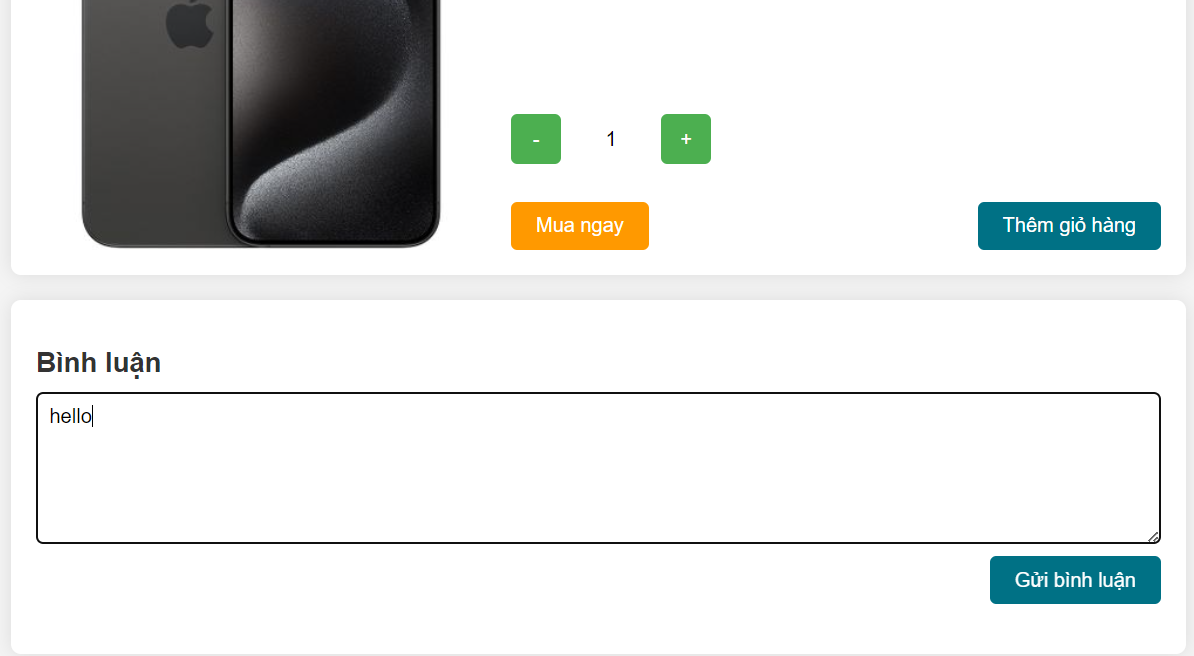 - 1 +
Mua ngay Thêm giỏ hàng
Bình luận
hello
Gửi bình luận